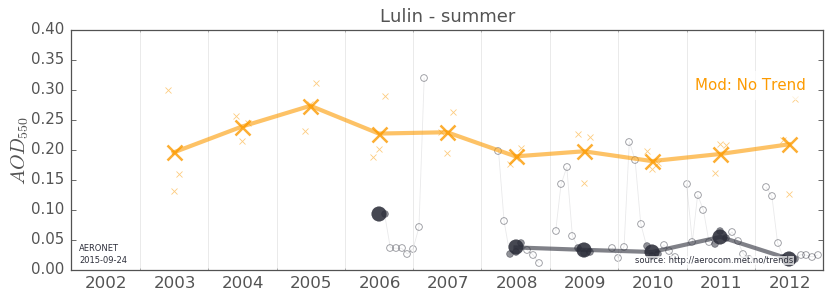 Lulin - summer
0.40
0.35
0.30
0.25
0.20
0.15
0.10
0.05
0.00
AOD550
Mod: No Trend
AERONET
2015-09-24
source: http://aerocom.met.no/trends/
2002 2003 2004 2005 2006 2007 2008 2009 2010 2011 2012